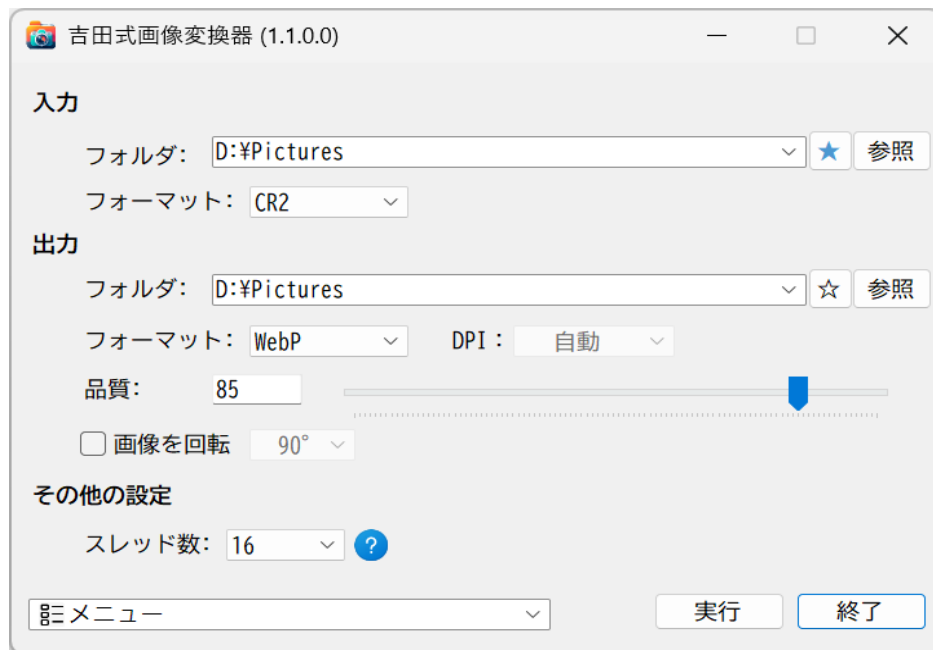 吉田式画像変換器 (1.1.0.0)
入力
フォルダ: D:¥Pictures 参照
フォーマット: CR2
出力
フォルダ: D:¥Pictures 参照
フォーマット: WebP DPI : 自動
品質: 85
画像を回転 90°
その他の設定
スレッド数: 16 ?
メニュー 実行 終了